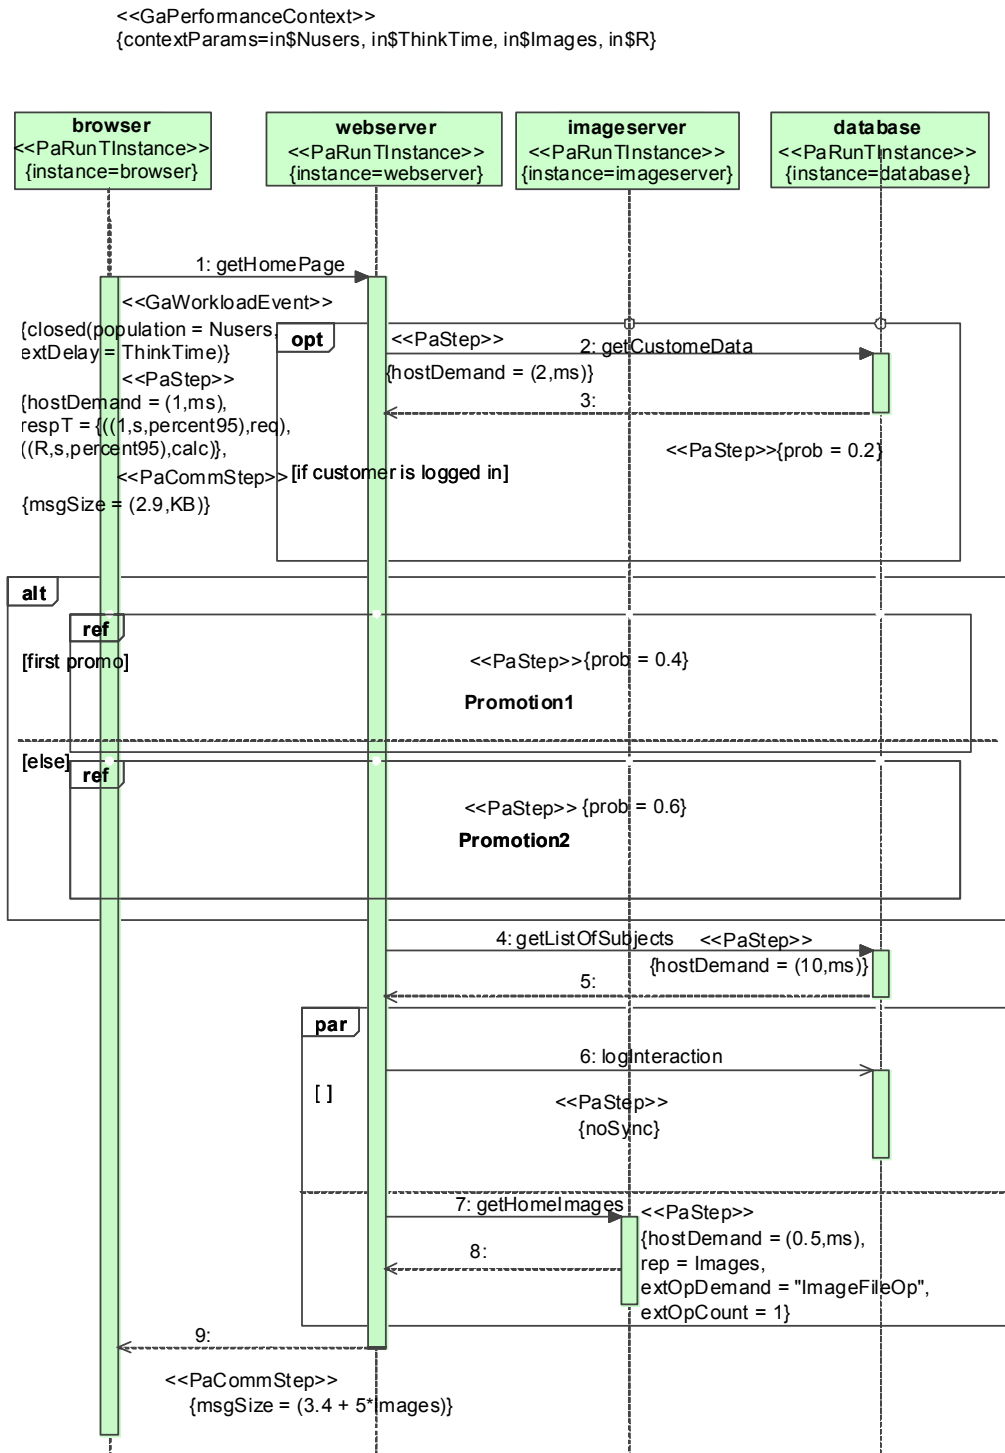 <<GaPerformanceContext>>
{contextParams=in$Nusers, in$ThinkTime, in$Images, in$R}
browser
<<PaRunTInstance>>
{instance=browser}
webserver
<<PaRunTInstance>>
{instance=webserver}
imageserver
<<PaRunTInstance>>
{instance=imageserver}
database
<<PaRunTInstance>>
{instance=database}
1: getHomePage
<<GaWorkloadEvent>>
{closed(population = Nusers,
extDelay = ThinkTime)}
<<PaStep>>
{hostDemand = (1,ms),
respT = {((1,s,percent95),req),
((R,s,percent95),calc)},
<<PaCommStep>>
{msgSize = (2.9,KB)}
opt
<<PaStep>>
2: getCustomeData
{hostDemand = (2,ms)}
3:
<<PaStep>>{prob = 0.2}
[if customer is logged in]
alt
ref
[first promo]
<<PaStep>>{prob = 0.4}
Promotion1
[else]
ref
<<PaStep>> {prob = 0.6}
Promotion2
4: getListOfSubjects
<<PaStep>>
{hostDemand = (10,ms)}
5:
par
6: logInteraction
[ ]
<<PaStep>>
{noSync}
7: getHomeImages
<<PaStep>>
{hostDemand = (0.5,ms),
rep = Images,
extOpDemand = "ImageFileOp",
extOpCount = 1}
8:
9:
<<PaCommStep>>
{msgSize = (3.4 + 5*Images)}